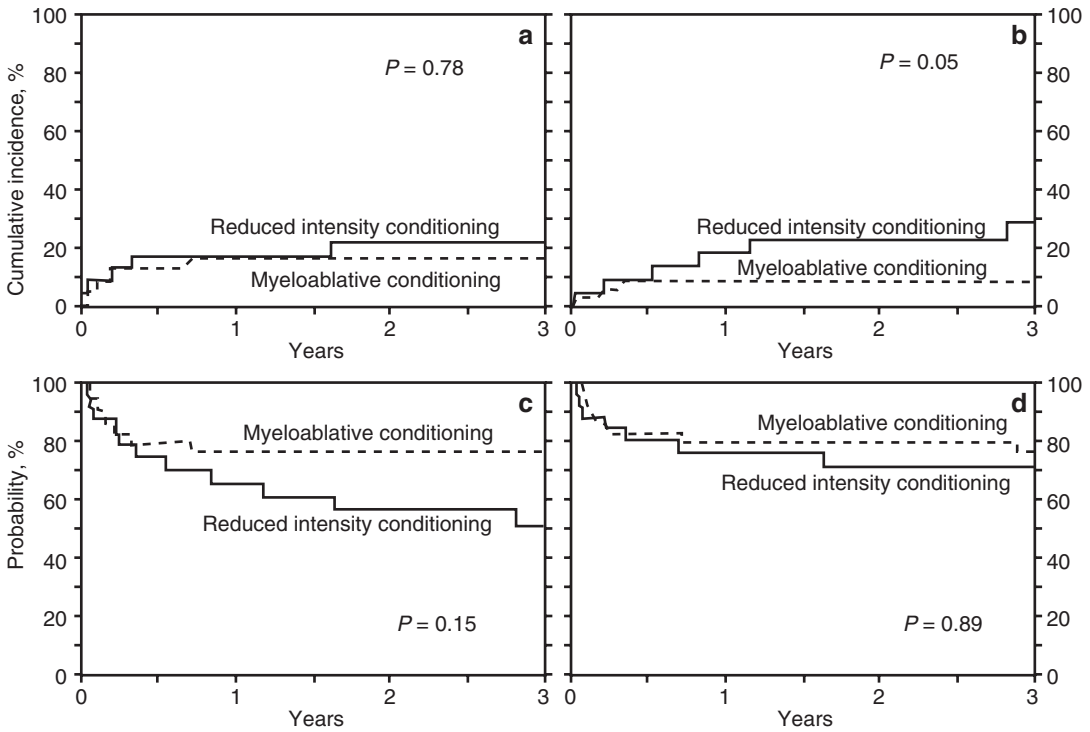 a
P = 0.78
Reduced intensity conditioning
Myeloablative conditioning
Cumulative incidence, %
100
80
60
40
20
0
0 1 2 3
Years
b
P = 0.05
Reduced intensity conditioning
Myeloablative conditioning
100
80
60
40
20
0
0 1 2 3
Years
c
Myeloablative conditioning
Reduced intensity conditioning
P = 0.15
Probability, %
100
80
60
40
20
0
0 1 2 3
Years
d
Myeloablative conditioning
Reduced intensity conditioning
P = 0.89
100
80
60
40
20
0
0 1 2 3
Years